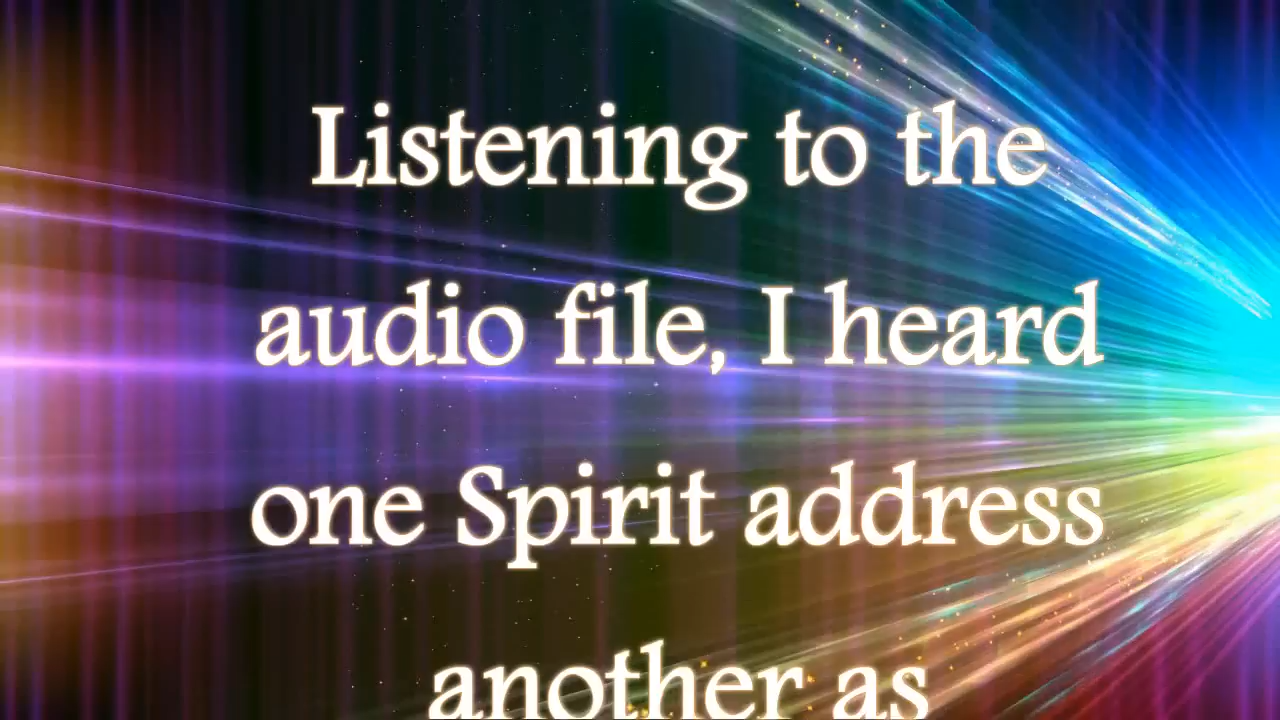 Listening to the
audio file, I heard
one Spirit address
another as